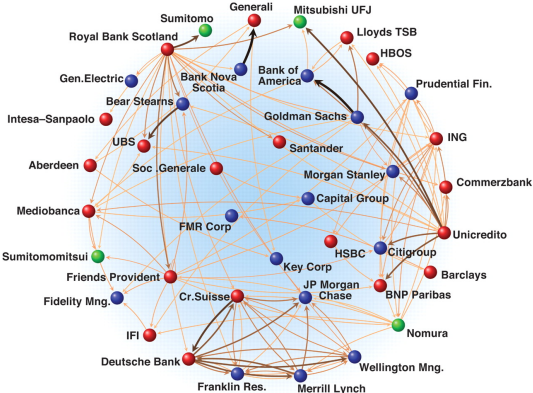 Generali
Sumitomo
Mitsubishi UFJ
Royal Bank Scotland
Lloyds TSB
HBOS
Gen.Electric
Bank Nova
Scotia
Bank of
America
Prudential Fin.
Bear Stearns
Goldman Sachs
Intesa–Sanpaolo
UBS
Santander
ING
Aberdeen
Soc .Generale
Morgan Stanley
Commerzbank
Capital Group
Mediobanca
FMR Corp
Unicredito
Sumitomomitsui
HSBC
Citigroup
Key Corp
Friends Provident
Barclays
JP Morgan
Chase
BNP Paribas
Fidelity Mng.
Cr.Suisse
IFI
Nomura
Deutsche Bank
Wellington Mng.
Franklin Res.
Merrill Lynch